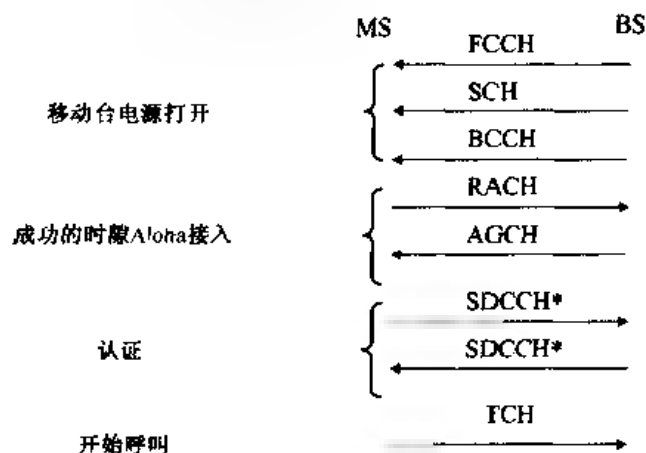 MS BS
FCCH
移动台电源打开
SCH
BCCH
成功的时隙Aloha接入
RACH
AGCH
认证
SDCCH*
SDCCH*
开始呼叫
TCH